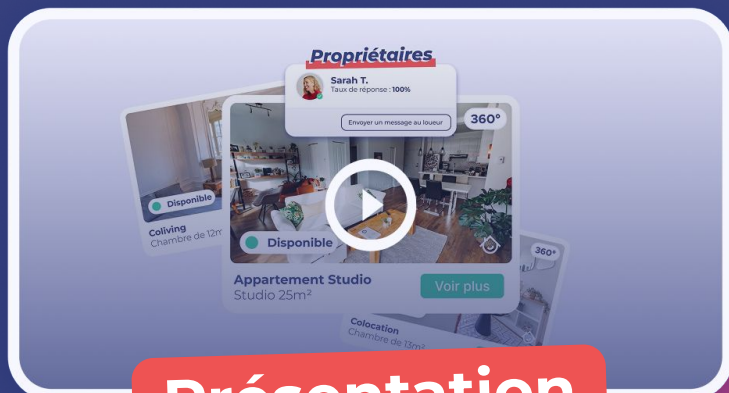 Propriétaires
Sarah T.
Taux de réponse : 100%
Envoyer un message au loueur
360°
Disponible
Coliving
Chambre de 12m
Disponible
Appartement Studio
Studio 25m²
Voir plus
360°
Colocation
Chambre de 13m²
Présentation